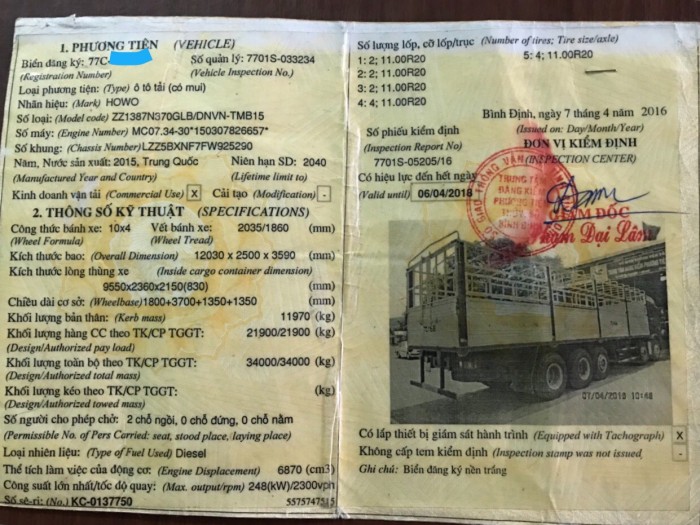 1. PHƯƠNG TIỆN (VEHICLE)
Biển đăng ký: 77C- Số quản lý: 7701S-033234
(Registration Number) (Vehicle Inspection No.)
Loại phương tiện: (Type) ô tô tải (có mui)
Nhãn hiệu: (Mark) HOWO
Số loại: (Model code) ZZ1387N370GLB/DNVN-TMB15
Số máy: (Engine Number) MC07.34-30*150307826657*
Số khung: (Chassis Number) LZZ5BXNF7FW925290
Năm, Nước sản xuất: 2015, Trung Quốc Niên hạn SD: 2040
(Manufactured Year and Country) (Lifetime limit to)
Kinh doanh vận tải (Commercial Use) X Cải tạo (Modification) -
2. THÔNG SỐ KỸ THUẬT (SPECIFICATIONS)
Công thức bánh xe: 10x4 Vết bánh xe: 2035/1860 (mm)
(Wheel Formula) (Wheel Tread)
Kích thước bao: (Overall Dimension) 12030 x 2500 x 3590 (mm)
Kích thước lòng thùng xe (Inside cargo container dimension)
9550x2360x2150(830) (mm)
Chiều dài cơ sở: (Wheelbase)1800+3700+1350+1350 (mm)
Khối lượng bản thân: (Kerb mass) 11970 (kg)
Khối lượng hàng CC theo TK/CP TGGT: 21900/21900 (kg)
(Design/Authorized pay load)
Khối lượng toàn bộ theo TK/CP TGGT: 34000/34000 (kg)
(Design/Authorized total mass)
Khối lượng kéo theo TK/CP TGGT: (kg)
(Design/Authorized towed mass)
Số người cho phép chở: 2 chỗ ngồi, 0 chỗ đứng, 0 chỗ nằm
(Permissible No. of Pers Carried: seat, stood place, laying place)
Loại nhiên liệu: (Type of Fuel Used) Diesel
Thể tích làm việc của động cơ: (Engine Displacement) 6870 (cm3)
Công suất lớn nhất/tốc độ quay: (Max. output/rpm) 248(kW)/2300vph
Số sê-ri: (No.) KC-0137750 5575747515
Số lượng lốp, cỡ lốp/trục (Number of tires; Tire size/axle)
1: 2; 11.00R20 5: 4; 11.00R20
2: 2; 11.00R20
3: 4; 11.00R20
4: 4; 11.00R20
Bình Định, ngày 7 tháng 4 năm 2016
Số phiếu kiểm định (Issued on: Day/Month/Year)
(Inspection Report No) ĐƠN VỊ KIỂM ĐỊNH
7701S-05205/16 (INSPECTION CENTER)
Có hiệu lực đến hết ngày
(Valid until) 06/04/2018
GIÁM ĐỐC
Phạm Đại Lâm
Có lắp thiết bị giám sát hành trình (Equipped with Tachograph) X
Không cấp tem kiểm định (Inspection stamp was not issued) -
Ghi chú: Biển đăng ký nền trắng